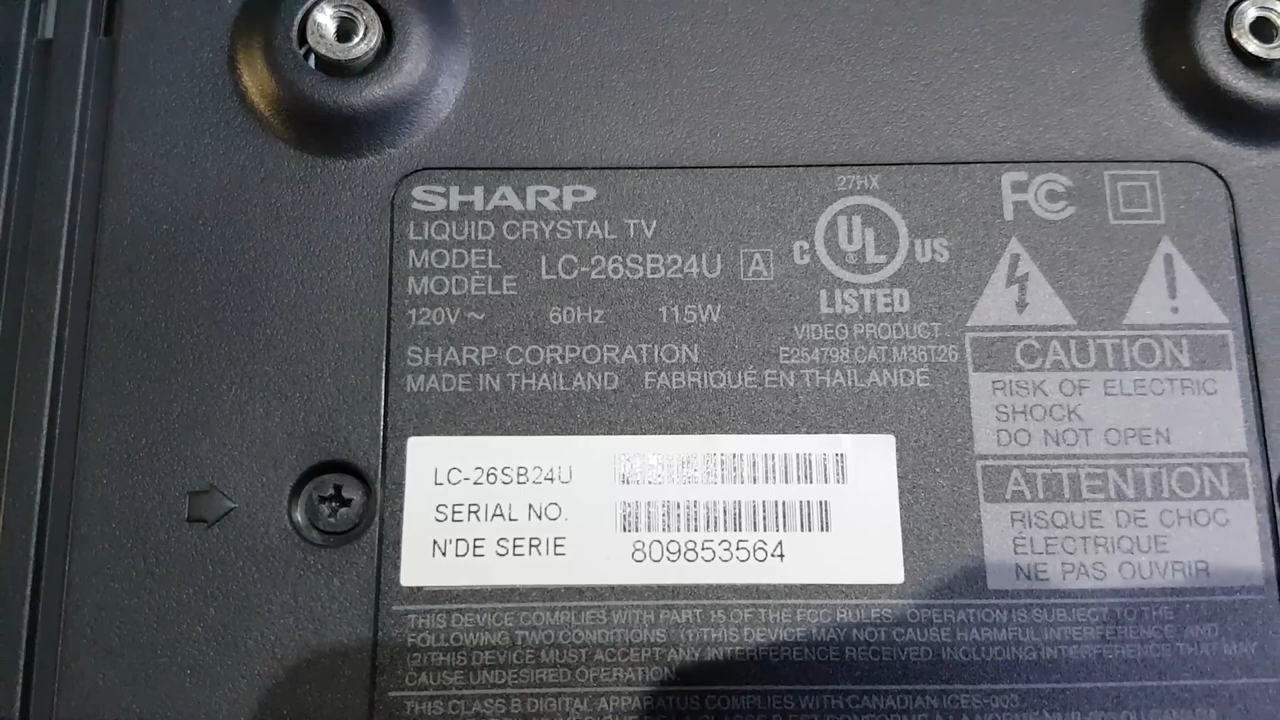 SHARP
LIQUID CRYSTAL TV
MODEL
MODÈLE
LC-26SB24U A
120V ~ 60Hz 115W
SHARP CORPORATION
MADE IN THAILAND FABRIQUÉ EN THAILANDE
27HX
C UL US
®
LISTED
VIDEO PRODUCT
E254798 CAT.M36T26
FC
CAUTION
RISK OF ELECTRIC
SHOCK
DO NOT OPEN
ATTENTION
RISQUE DE CHOC
ÉLECTRIQUE
NE PAS OUVRIR
LC-26SB24U
SERIAL NO.
N'DE SERIE
809853564
THIS DEVICE COMPLIES WITH PART 15 OF THE FCC RULES. OPERATION IS SUBJECT TO THE
FOLLOWING TWO CONDITIONS: (1)THIS DEVICE MAY NOT CAUSE HARMFUL INTERFERENCE, AND
(2)THIS DEVICE MUST ACCEPT ANY INTERFERENCE RECEIVED, INCLUDING INTERFERENCE THAT MAY
CAUSE UNDESIRED OPERATION.
THIS CLASS B DIGITAL APPARATUS COMPLIES WITH CANADIAN ICES-003.